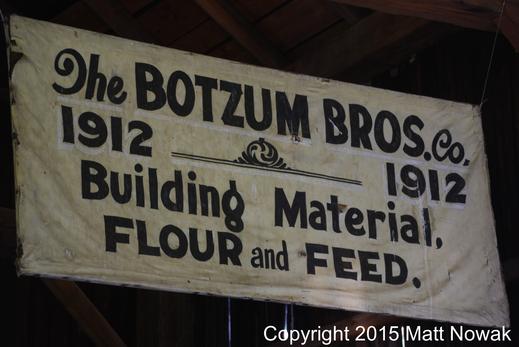 The BOTZUM BROS. Co.
1912 1912
Building Material,
FLOUR and FEED.
Copyright 2015|Matt Nowak